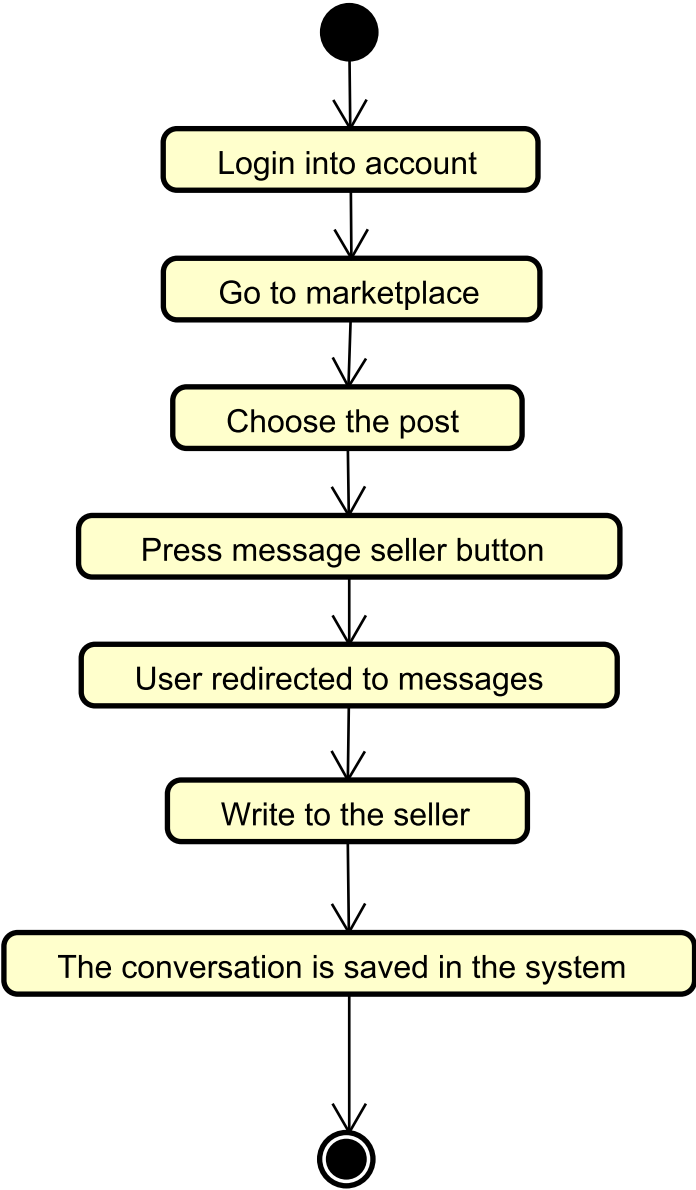 Login into account
Go to marketplace
Choose the post
Press message seller button
User redirected to messages
Write to the seller
The conversation is saved in the system